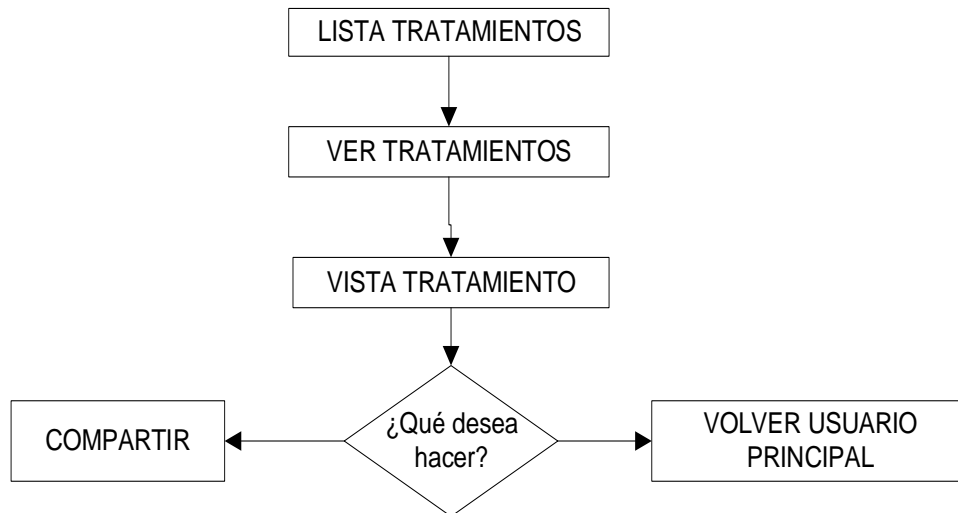 LISTA TRATAMIENTOS
VER TRATAMIENTOS
VISTA TRATAMIENTO
¿Qué desea
hacer?
COMPARTIR
VOLVER USUARIO
PRINCIPAL